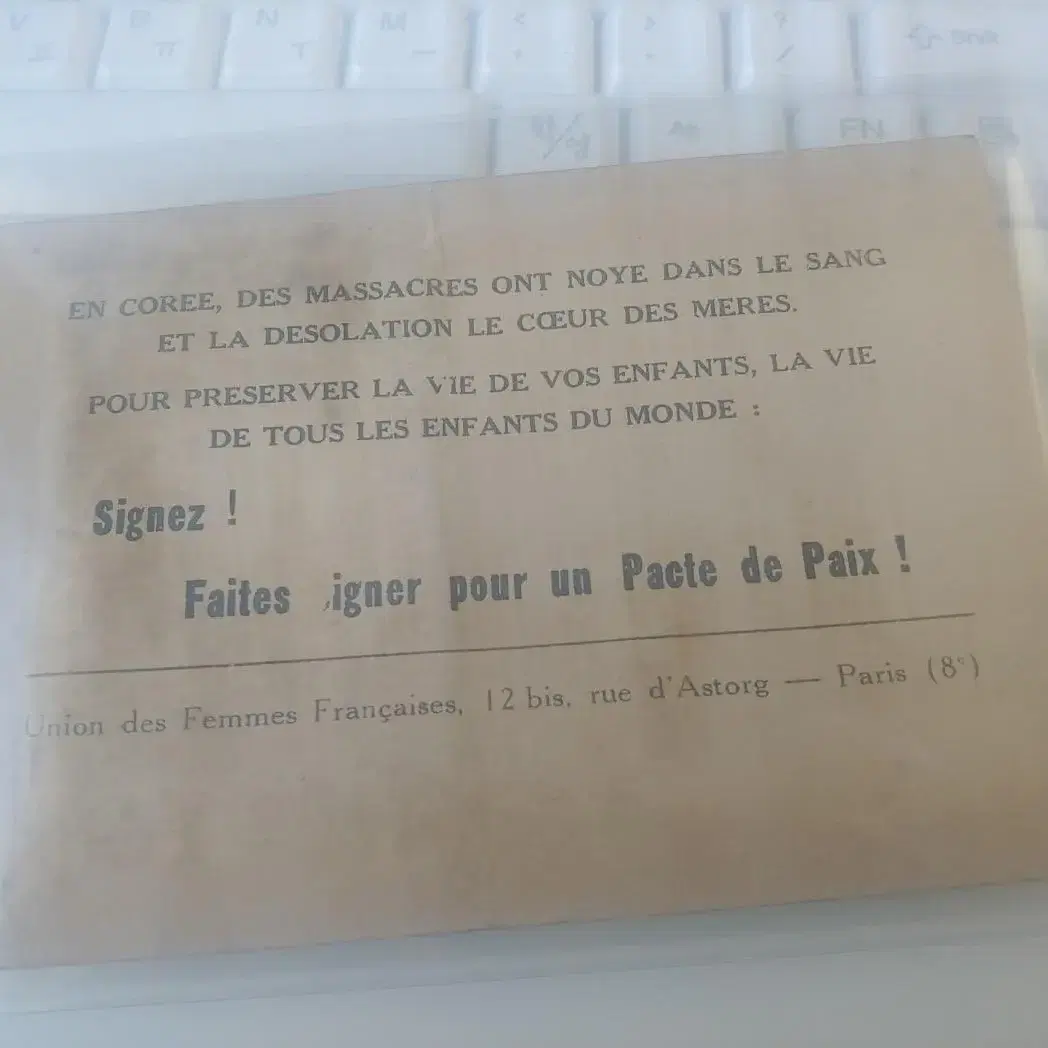 V
B
N
M
<
>
?
/
ㅠ
ㅜ
ㅡ
FN
EN COREE, DES MASSACRES ONT NOYE DANS LE SANG
ET LA DESOLATION LE CŒUR DES MERES.
POUR PRESERVER LA VIE DE VOS ENFANTS, LA VIE
DE TOUS LES ENFANTS DU MONDE :
Signez !
Faites igner pour un Pacte de Paix !
Union des Femmes Françaises, 12 bis, rue d'Astorg — Paris (8e)